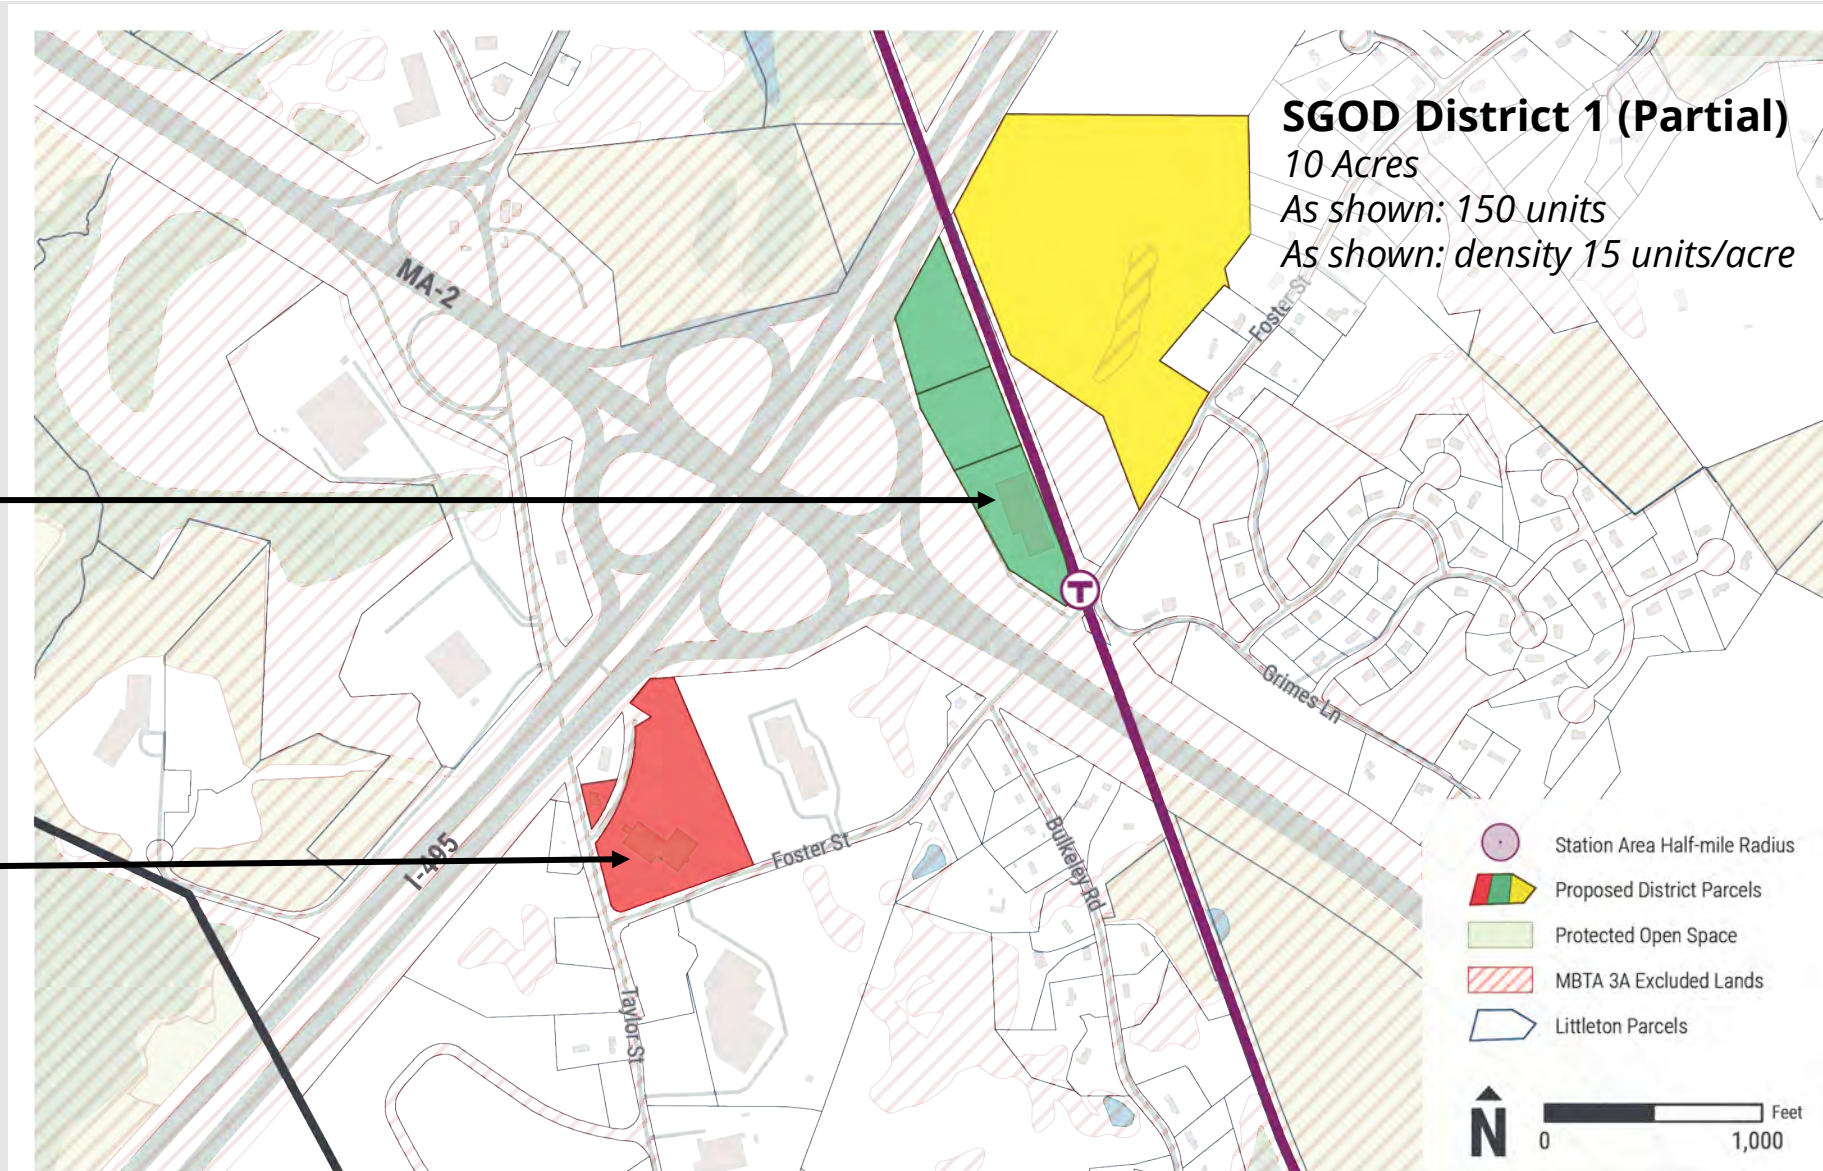 SGOD District 1 (Partial)
10 Acres
As shown: 150 units
As shown: density 15 units/acre
MA-2
Foster St
T
Grimes Ln
I-495
Foster St
Bulkeley Rd
Taylor St
Station Area Half-mile Radius
Proposed District Parcels
Protected Open Space
MBTA 3A Excluded Lands
Littleton Parcels
N
Feet
0 1,000